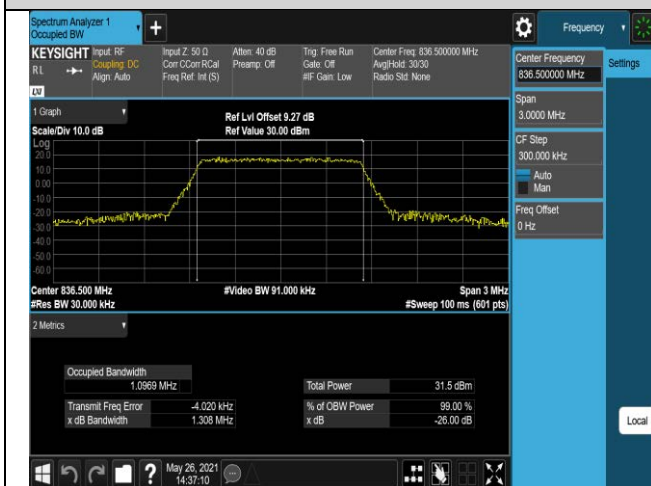 Spectrum Analyzer 1
Occupied BW
Frequency
KEYSIGHT
Input: RF
Coupling: DC
Align: Auto
RL
LXI
Input Z: 50 Ω
Corr CCorr RCal
Freq Ref: Int (S)
Atten: 40 dB
Preamp: Off
Trig: Free Run
Gate: Off
#IF Gain: Low
Center Freq: 836.500000 MHz
Avg|Hold: 30/30
Radio Std: None
Center Frequency
836.500000 MHz
Settings
Span
3.0000 MHz
CF Step
300.000 kHz
Auto
Man
Freq Offset
0 Hz
Local
1 Graph
Ref Lvl Offset 9.27 dB
Scale/Div 10.0 dB
Ref Value 30.00 dBm
Log
20.0
10.0
0.00
-10.0
-20.0
-30.0
-40.0
-50.0
-60.0
Center 836.500 MHz
#Video BW 91.000 kHz
Span 3 MHz
#Res BW 30.000 kHz
#Sweep 100 ms (601 pts)
2 Metrics
Occupied Bandwidth
1.0969 MHz
Total Power 31.5 dBm
Transmit Freq Error -4.020 kHz
% of OBW Power 99.00 %
x dB Bandwidth 1.308 MHz
x dB -26.00 dB
May 26, 2021
14:37:10